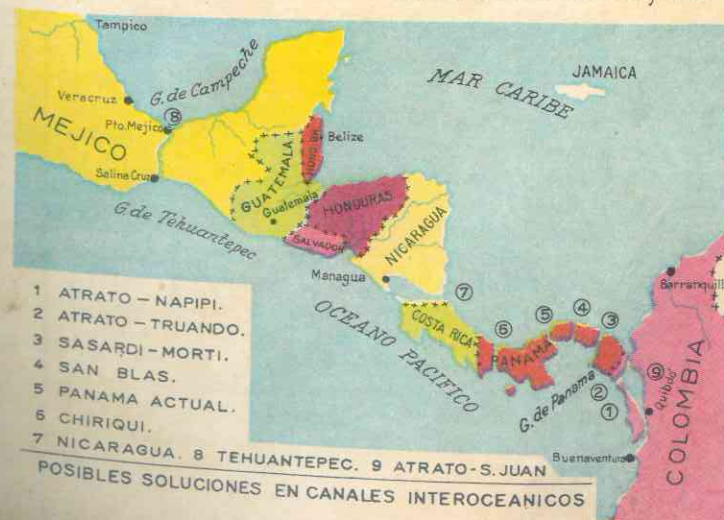 Tampico
G. de Campeche
MAR CARIBE
JAMAICA
Veracruz
Pto. Mejico
8
MEJICO
Belize
HOND.
GUATEMALA
Salina Cruz
Guatemala
HONDURAS
G. de Tehuantepec
SALVADOR
NICARAGUA
Managua
7
Barranquill
OCEANO PACIFICO
COSTA RICA
6
5
4
3
PANAMA
G. de Panama
9
Quibdó
2
1
COLOMBIA
Buenaventura
1 ATRATO – NAPIPI.
2 ATRATO – TRUANDO.
3 SASARDI – MORTI.
4 SAN BLAS.
5 PANAMA ACTUAL.
6 CHIRIQUI.
7 NICARAGUA. 8 TEHUANTEPEC. 9 ATRATO-S. JUAN
POSIBLES SOLUCIONES EN CANALES INTEROCEANICOS